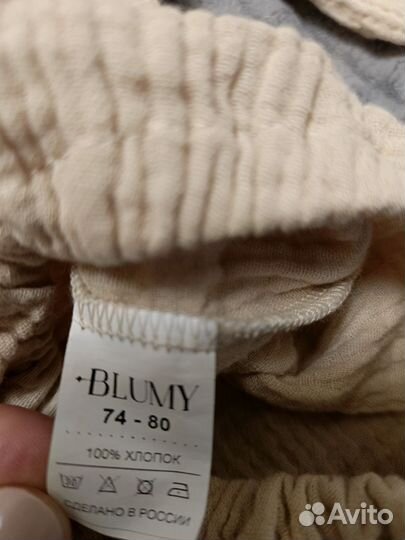 BLUMY
74 - 80
100% ХЛОПОК
СДЕЛАНО В РОССИИ
Avito